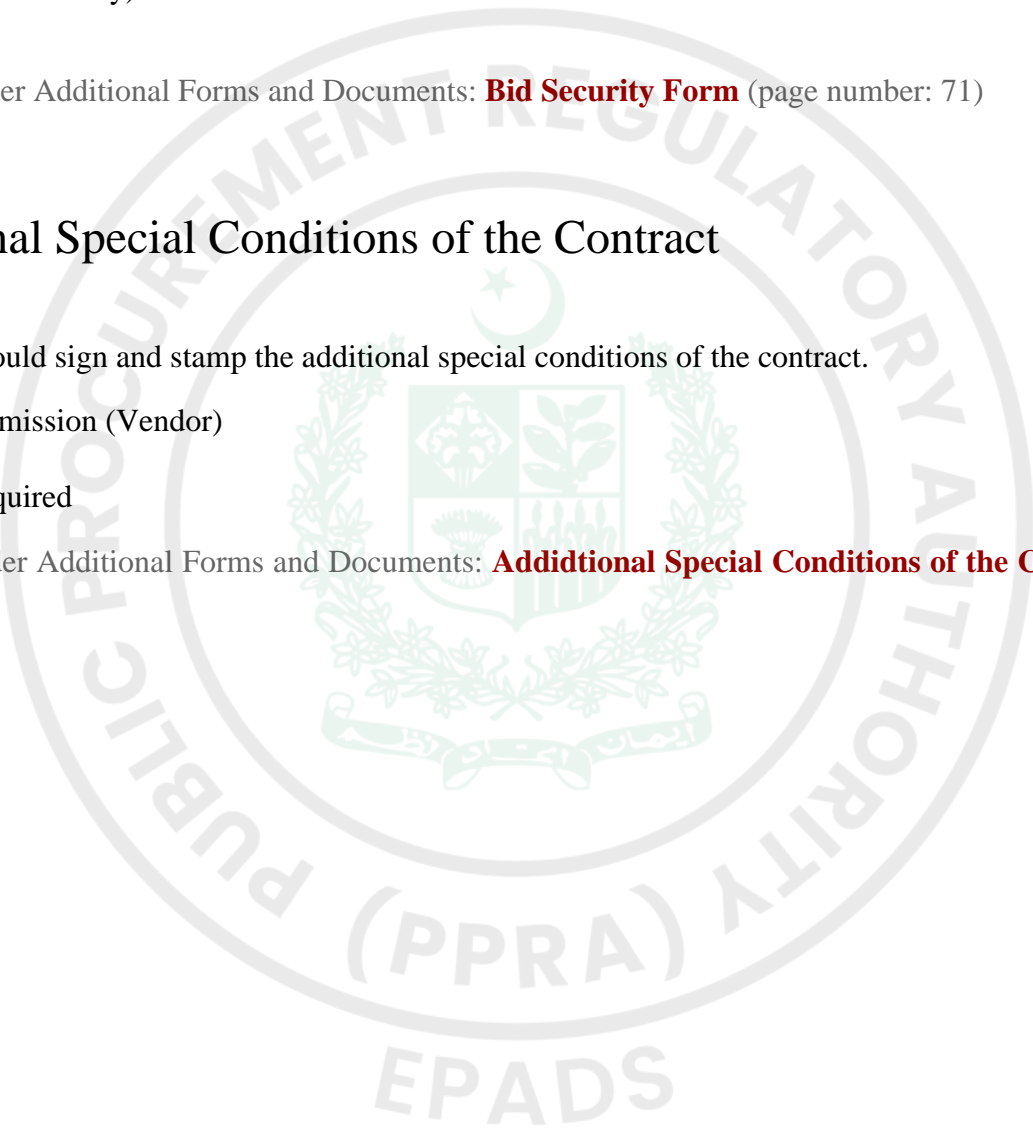 er Additional Forms and Documents: Bid Security Form (page number: 71)
nal Special Conditions of the Contract
ould sign and stamp the additional special conditions of the contract.
mission (Vendor)
quired
er Additional Forms and Documents: Addidtional Special Conditions of the C
PUBLIC PROCUREMENT REGULATORY AUTHORITY
(PPRA)
EPADS